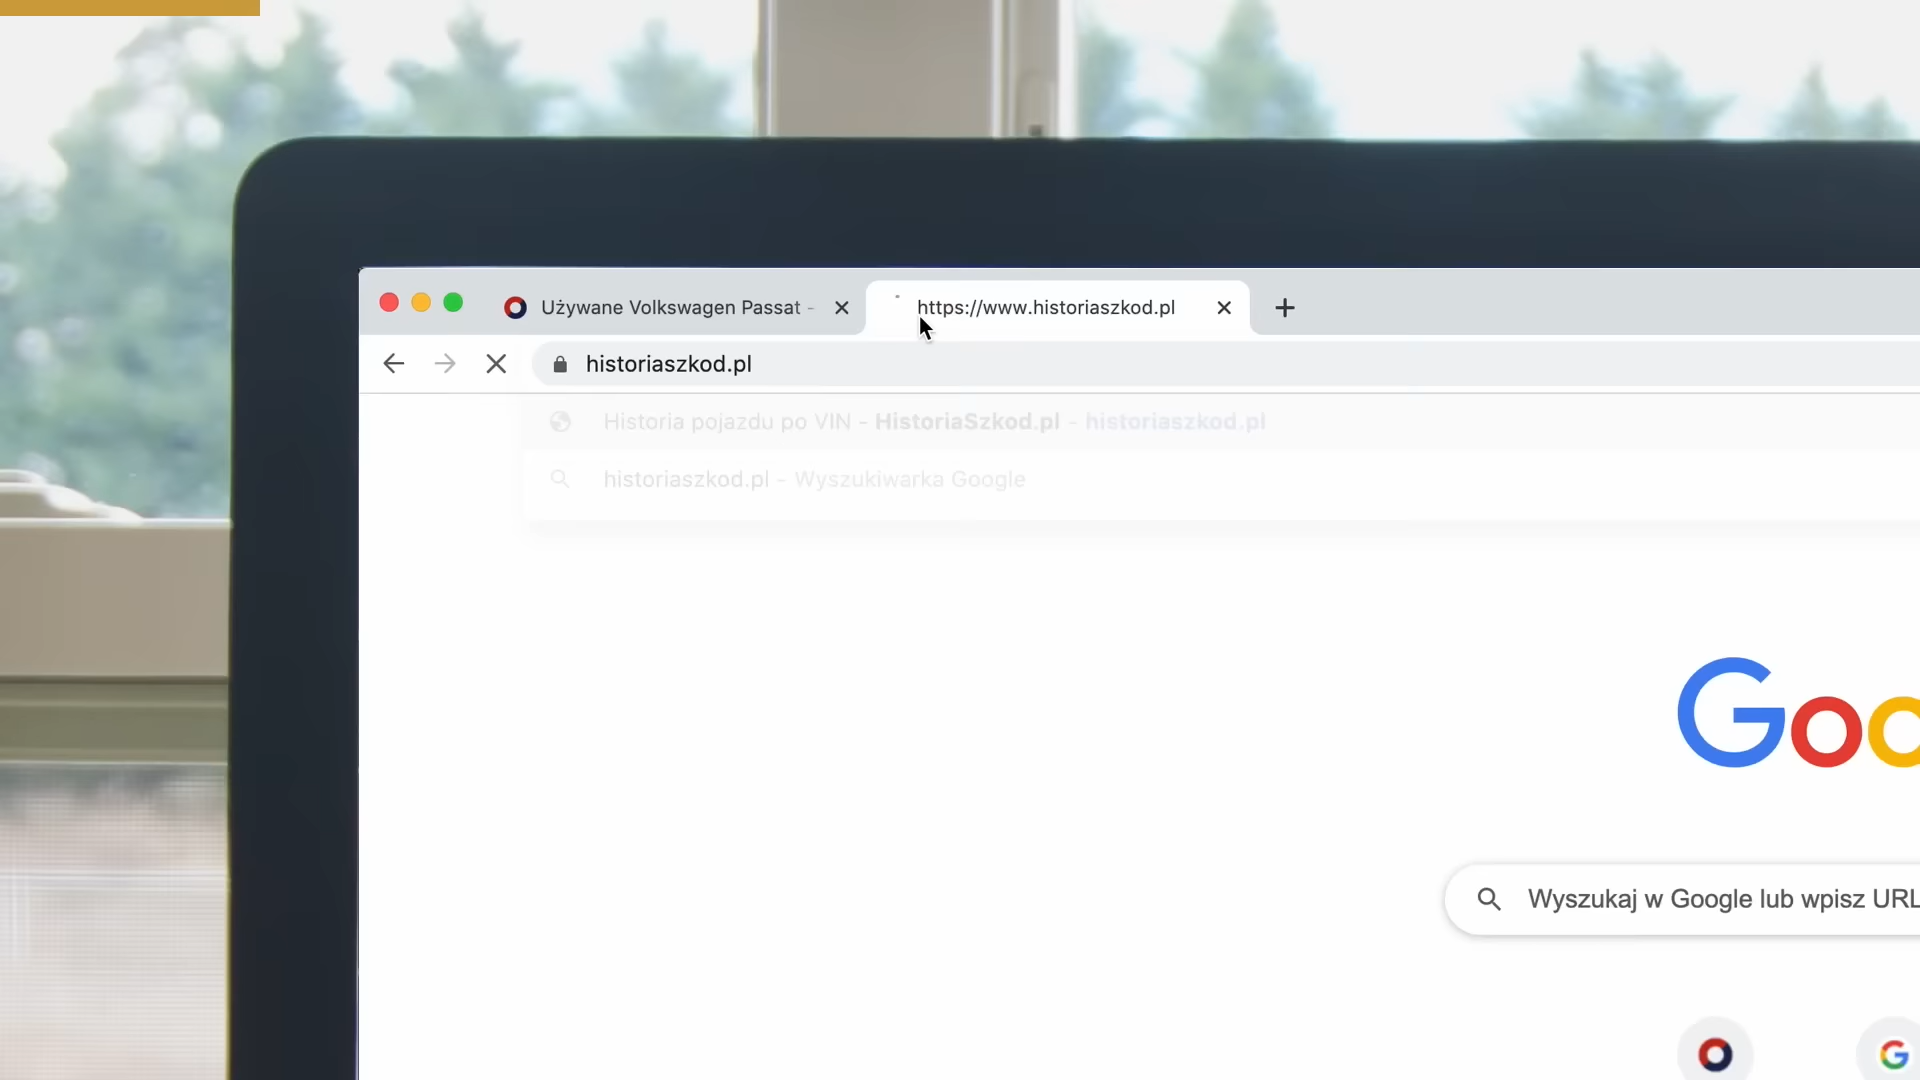 Używane Volkswagen Passat -
https://www.historiaszkod.pl
historiaszkod.pl
Historia pojazdu po VIN - HistoriaSzkod.pl - historiaszkod.pl
historiaszkod.pl - Wyszukiwarka Google
Goo
Wyszukaj w Google lub wpisz URL
G